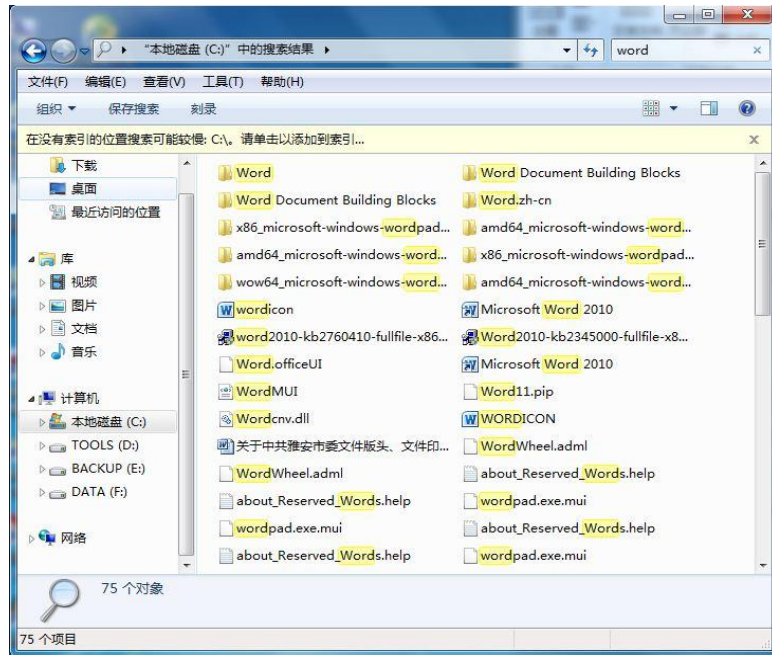 "本地磁盘 (C:)" 中的搜索结果
word
文件(F) 编辑(E) 查看(V) 工具(T) 帮助(H)
组织 保存搜索 刻录
在没有索引的位置搜索可能较慢: C:\。请单击以添加到索引...
下载
桌面
最近访问的位置
库
视频
图片
文档
音乐
计算机
本地磁盘 (C:)
TOOLS (D:)
BACKUP (E:)
DATA (F:)
网络
Word Word Document Building Blocks
Word Document Building Blocks Word.zh-cn
x86_microsoft-windows-wordpad... amd64_microsoft-windows-word...
amd64_microsoft-windows-word... x86_microsoft-windows-wordpad...
wow64_microsoft-windows-word... amd64_microsoft-windows-word...
wordicon Microsoft Word 2010
word2010-kb2760410-fullfile-x86... Word2010-kb2345000-fullfile-x8...
Word.officeUI Microsoft Word 2010
WordMUI Word11.pip
Wordcnv.dll WORDICON
关于中共雅安市委文件版头、文件印... WordWheel.adml
WordWheel.adml about_Reserved_Words.help
about_Reserved_Words.help wordpad.exe.mui
wordpad.exe.mui about_Reserved_Words.help
about_Reserved_Words.help wordpad.exe.mui
75 个对象
75 个项目